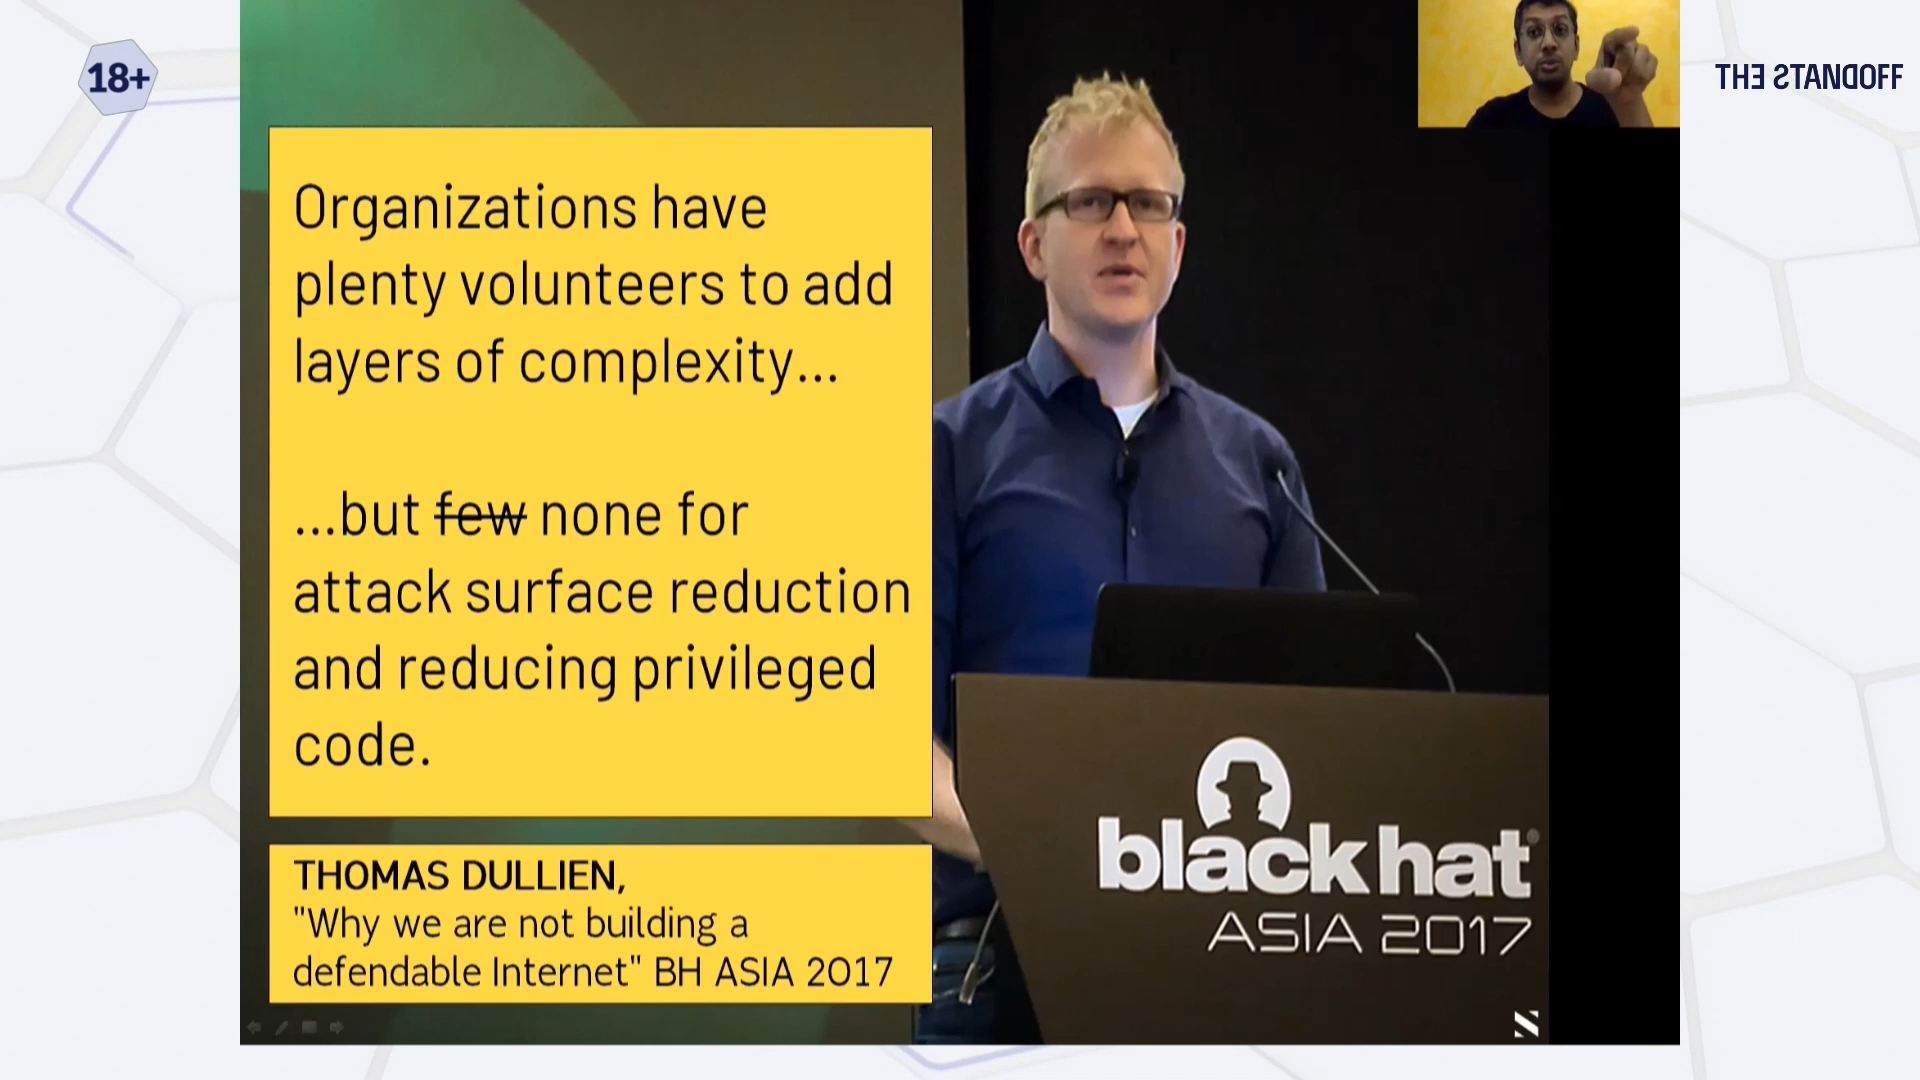 18+
THE STANDOFF
Organizations have
plenty volunteers to add
layers of complexity...
...but few none for
attack surface reduction
and reducing privileged
code.
THOMAS DULLIEN,
"Why we are not building a
defendable Internet" BH ASIA 2017
black hat®
ASIA 2017